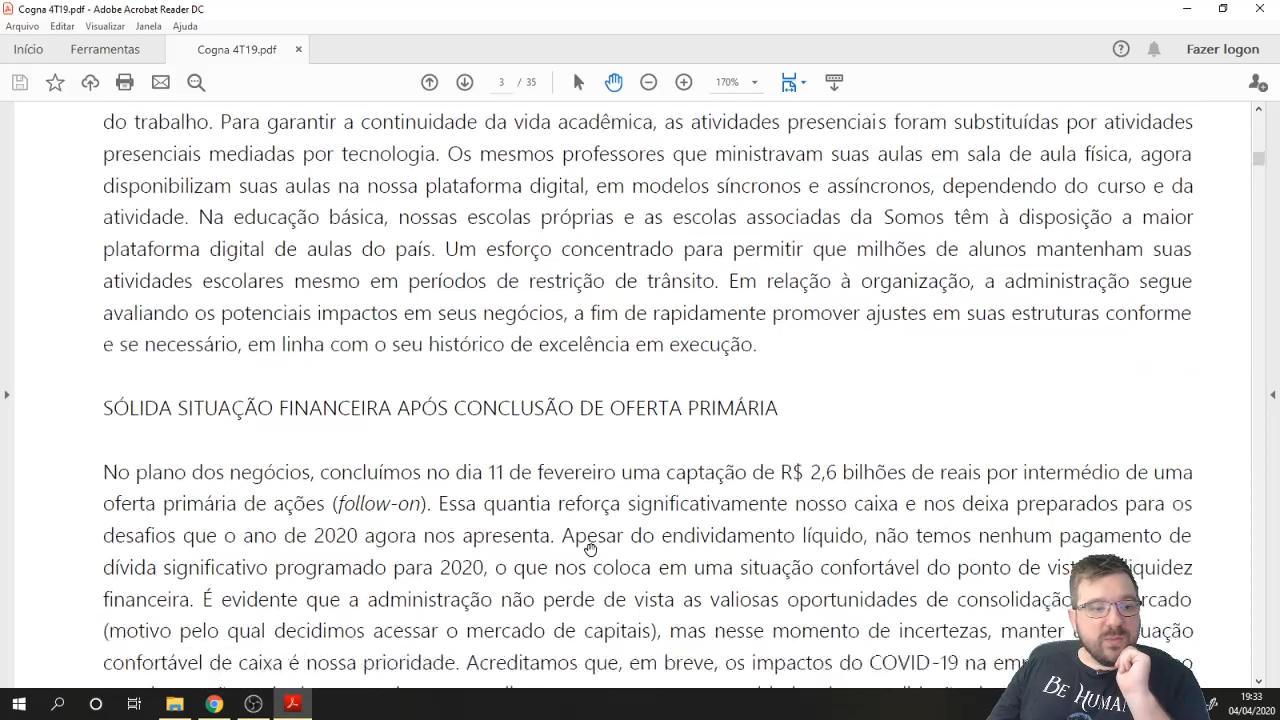 Cogna 4T19.pdf - Adobe Acrobat Reader DC
Arquivo Editar Visualizar Janela Ajuda
Início Ferramentas Cogna 4T19.pdf × Fazer logon
3 / 35 170%
do trabalho. Para garantir a continuidade da vida acadêmica, as atividades presenciais foram substituídas por atividades
presenciais mediadas por tecnologia. Os mesmos professores que ministravam suas aulas em sala de aula física, agora
disponibilizam suas aulas na nossa plataforma digital, em modelos síncronos e assíncronos, dependendo do curso e da
atividade. Na educação básica, nossas escolas próprias e as escolas associadas da Somos têm à disposição a maior
plataforma digital de aulas do país. Um esforço concentrado para permitir que milhões de alunos mantenham suas
atividades escolares mesmo em períodos de restrição de trânsito. Em relação à organização, a administração segue
avaliando os potenciais impactos em seus negócios, a fim de rapidamente promover ajustes em suas estruturas conforme
e se necessário, em linha com o seu histórico de excelência em execução.
SÓLIDA SITUAÇÃO FINANCEIRA APÓS CONCLUSÃO DE OFERTA PRIMÁRIA
No plano dos negócios, concluímos no dia 11 de fevereiro uma captação de R$ 2,6 bilhões de reais por intermédio de uma
oferta primária de ações (follow-on). Essa quantia reforça significativamente nosso caixa e nos deixa preparados para os
desafios que o ano de 2020 agora nos apresenta. Apesar do endividamento líquido, não temos nenhum pagamento de
dívida significativo programado para 2020, o que nos coloca em uma situação confortável do ponto de liquidez
financeira. É evidente que a administração não perde de vista as valiosas oportunidades de
(motivo pelo qual decidimos acessar o mercado de capitais), mas nesse momento de incertezas, manter
confortável de caixa é nossa prioridade. Acreditamos que, em breve, os impactos do COVID-19 na
BE HUMAN
19:33
04/04/2020